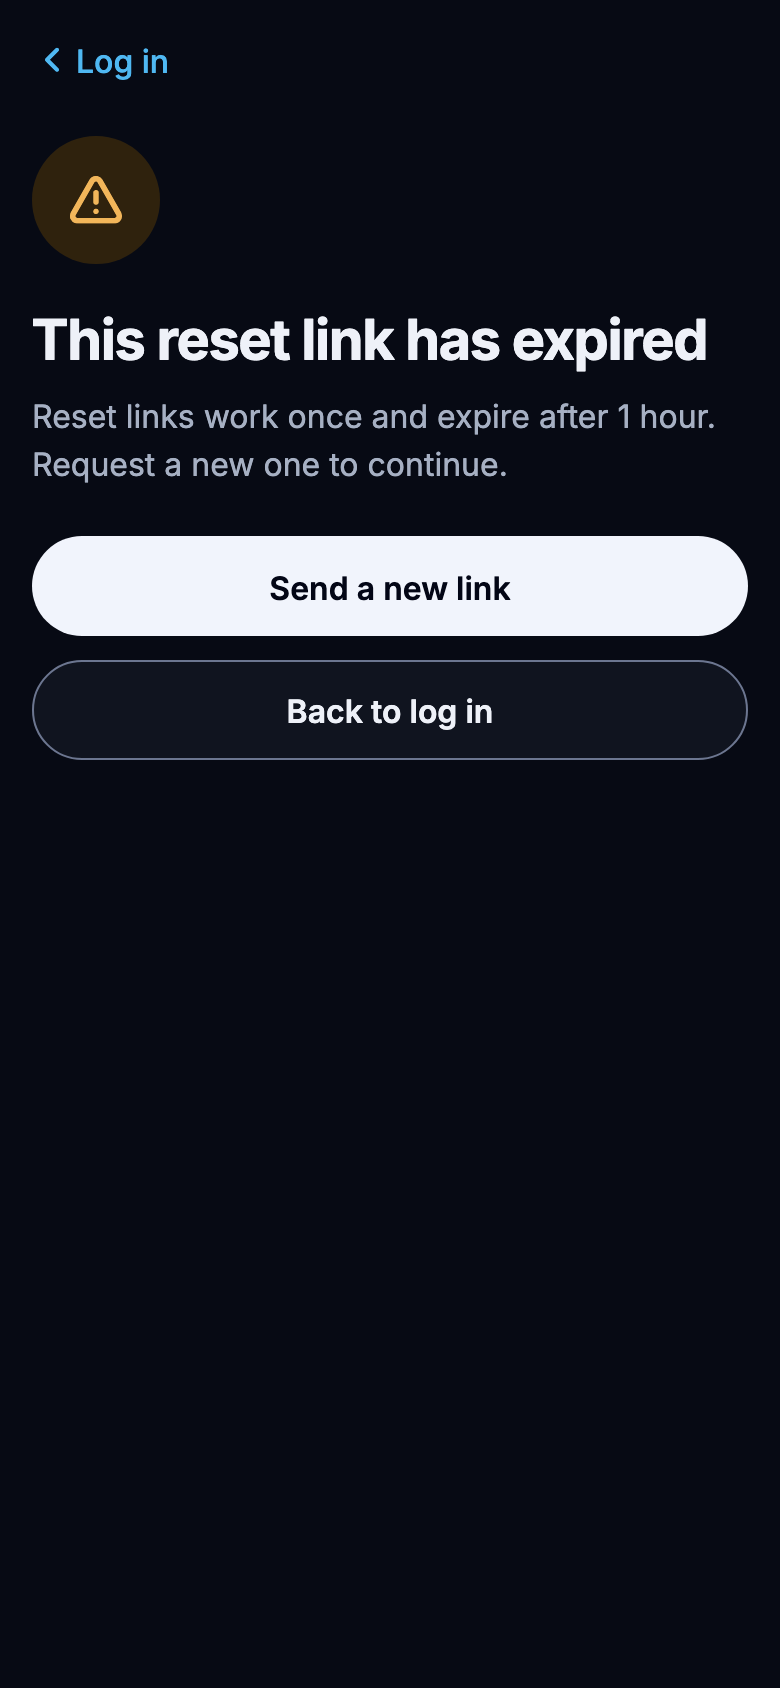 Log in
This reset link has expired
Reset links work once and expire after 1 hour.
Request a new one to continue.
Send a new link
Back to log in